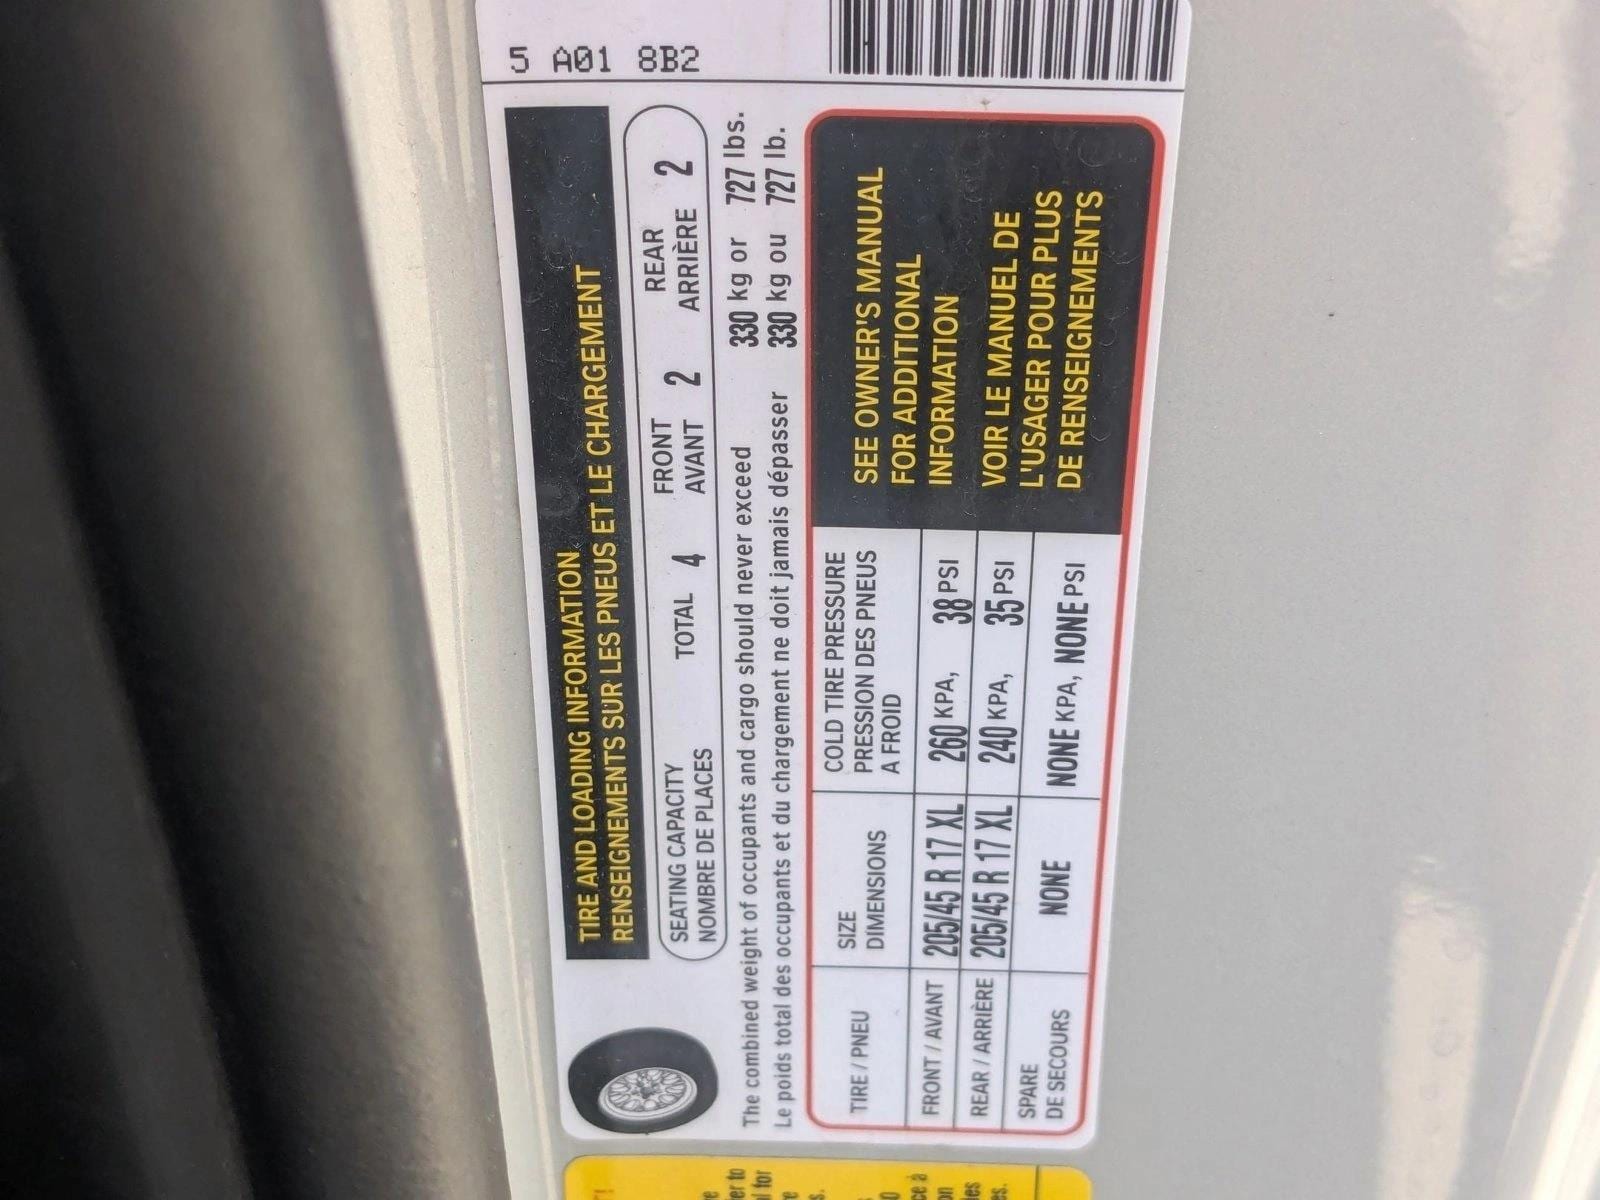 5 A01 8B2
TIRE AND LOADING INFORMATION
RENSEIGNEMENTS SUR LES PNEUS ET LE CHARGEMENT
SEATING CAPACITY TOTAL 4 FRONT 2 REAR 2
NOMBRE DE PLACES AVANT ARRIÈRE
The combined weight of occupants and cargo should never exceed 330 kg or 727 lbs.
Le poids total des occupants et du chargement ne doit jamais dépasser 330 kg ou 727 lb.
TIRE / PNEU
SIZE
DIMENSIONS
COLD TIRE PRESSURE
PRESSION DES PNEUS
A FROID
FRONT / AVANT 205/45 R 17 XL 260 KPA, 38 PSI
REAR / ARRIÈRE 205/45 R 17 XL 240 KPA, 35 PSI
SPARE
DE SECOURS NONE NONE KPA, NONE PSI
SEE OWNER'S MANUAL
FOR ADDITIONAL
INFORMATION
VOIR LE MANUEL DE
L'USAGER POUR PLUS
DE RENSEIGNEMENTS